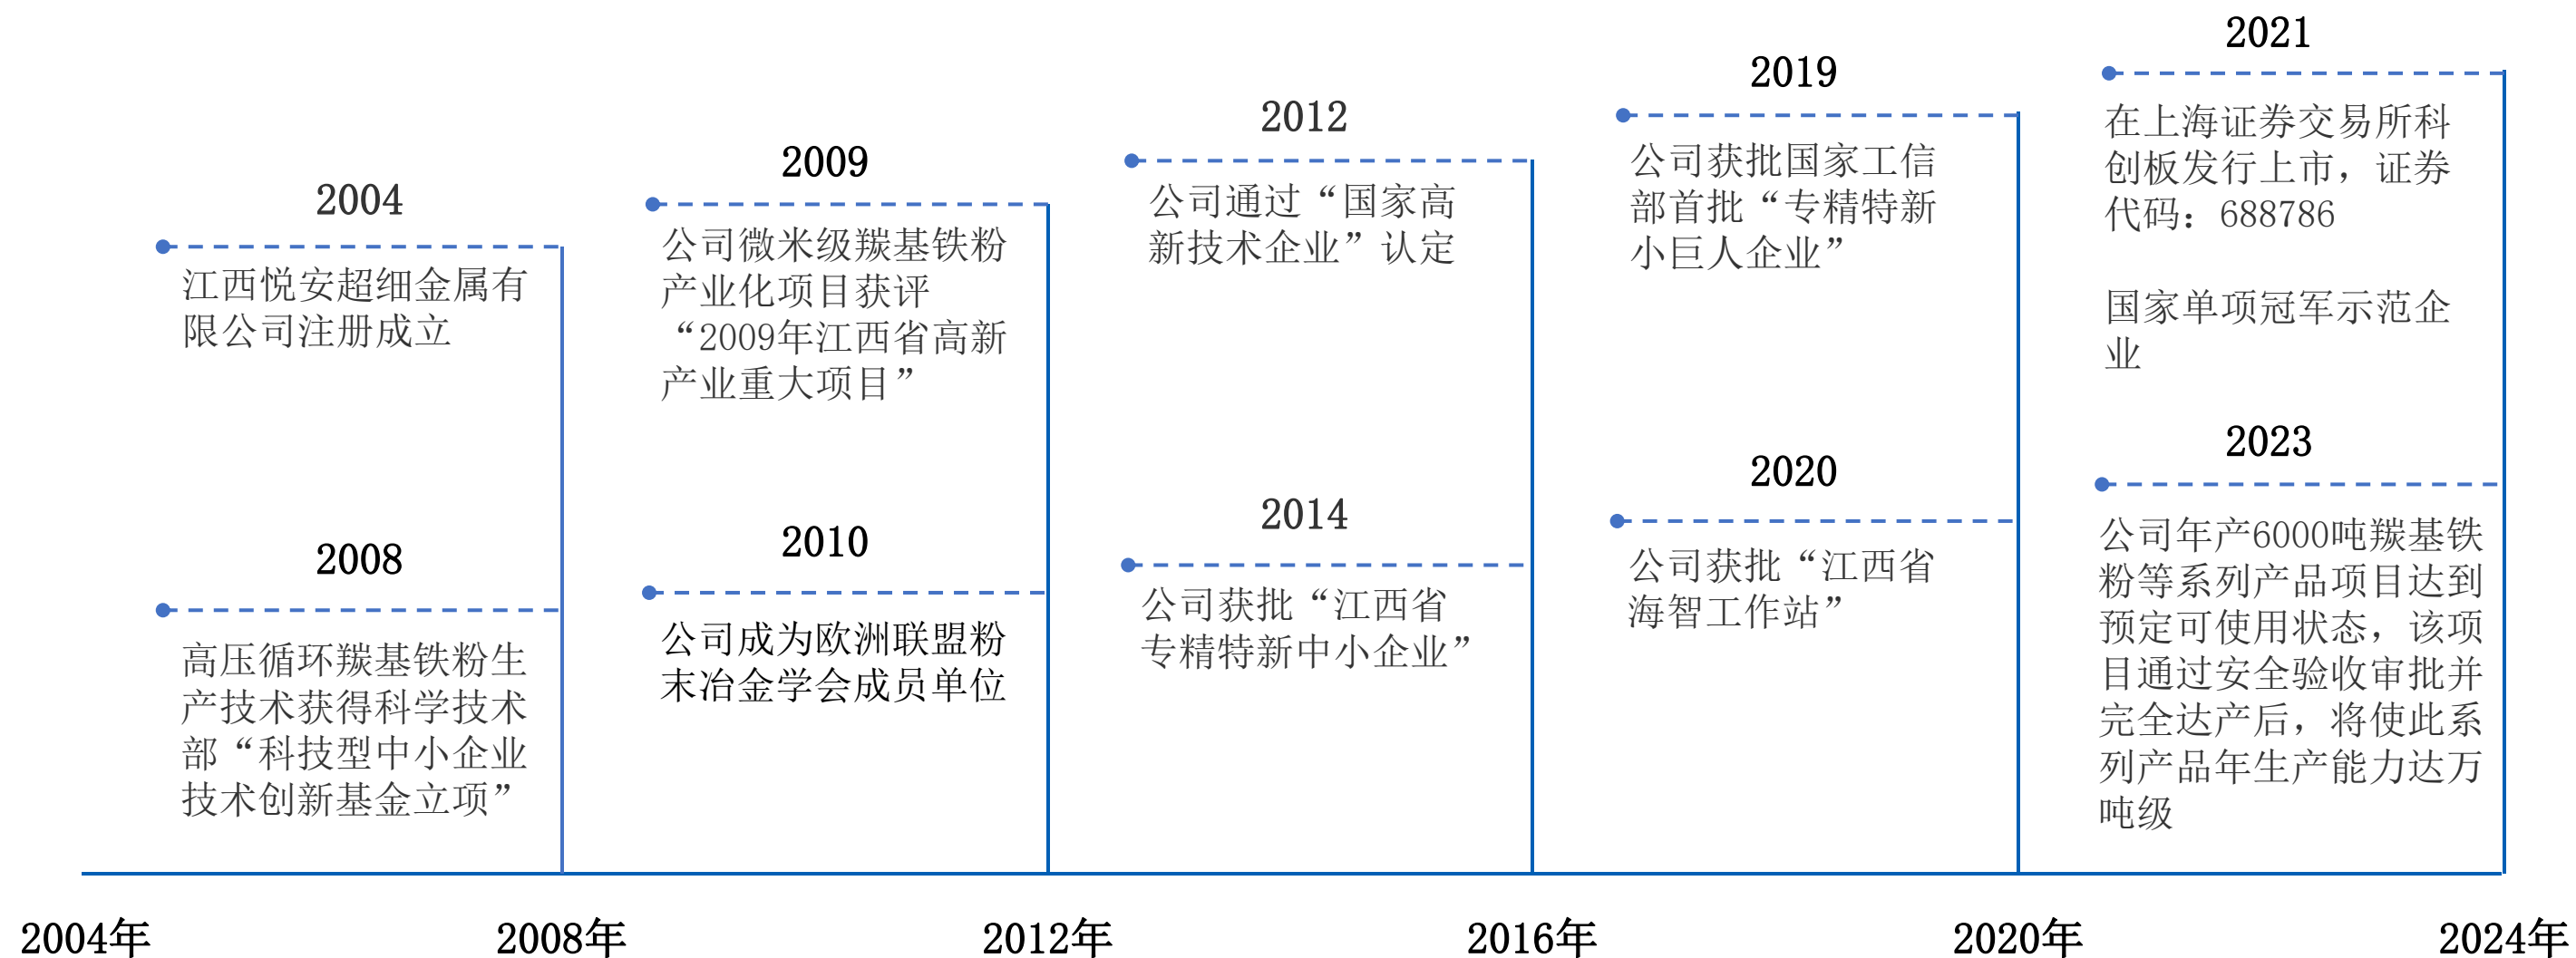 2004
江西悦安超细金属有
限公司注册成立
2008
高压循环羰基铁粉生
产技术获得科学技术
部“科技型中小企业
技术创新基金立项”
2009
公司微米级羰基铁粉
产业化项目获评
“2009年江西省高新
产业重大项目”
2010
公司成为欧洲联盟粉
末冶金学会成员单位
2012
公司通过“国家高
新技术企业”认定
2014
公司获批“江西省
专精特新中小企业”
2019
公司获批国家工信
部首批“专精特新
小巨人企业”
2020
公司获批“江西省
海智工作站”
2021
在上海证券交易所科
创板发行上市，证券
代码：688786
国家单项冠军示范企
业
2023
公司年产6000吨羰基铁
粉等系列产品项目达到
预定可使用状态，该项
目通过安全验收审批并
完全达产后，将使此系
列产品年生产能力达万
吨级
2004年
2008年
2012年
2016年
2020年
2024年